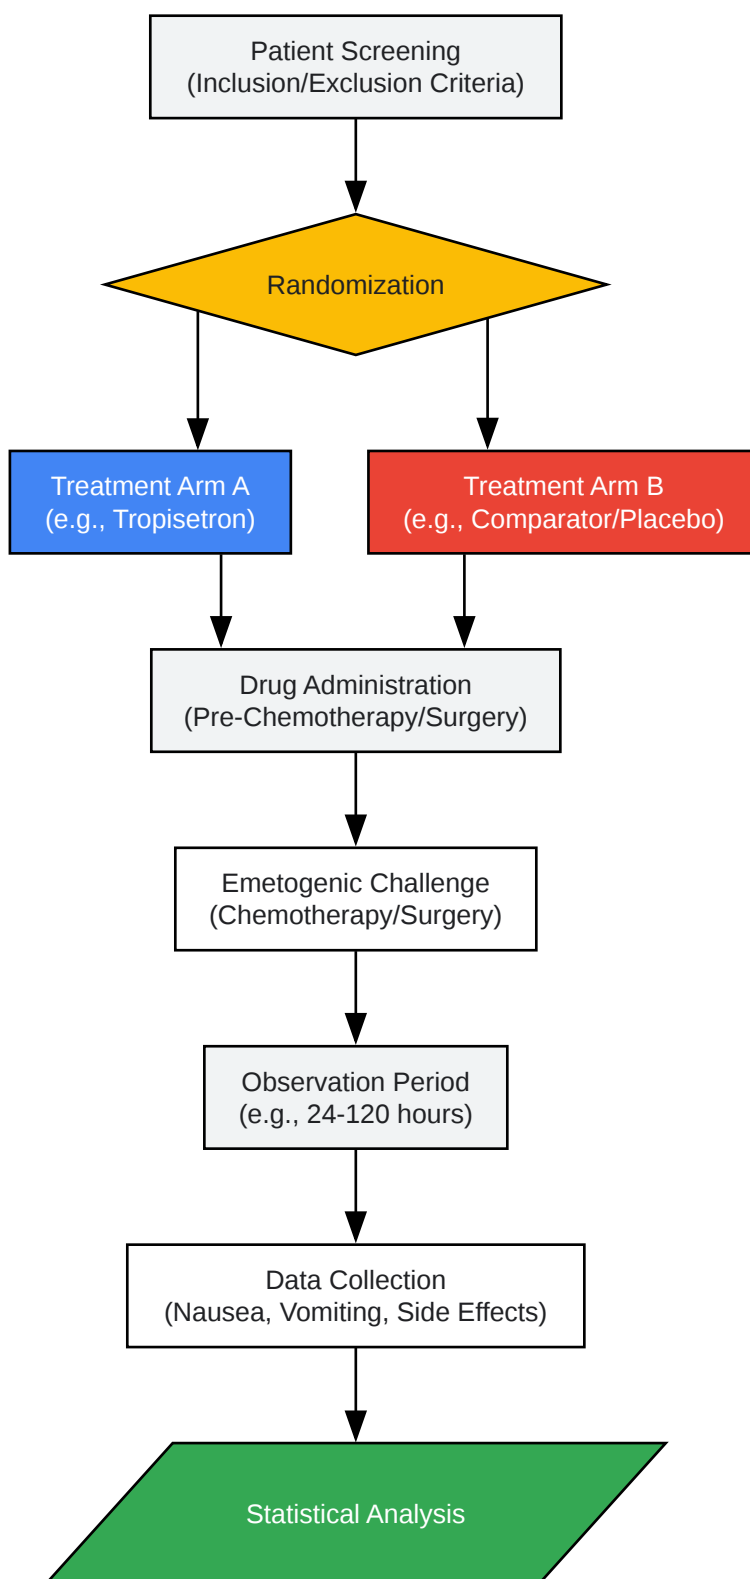 Patient Screening
(Inclusion/Exclusion Criteria)
Randomization
Treatment Arm A
(e.g., Tropisetron)
Treatment Arm B
(e.g., Comparator/Placebo)
Drug Administration
(Pre-Chemotherapy/Surgery)
Emetogenic Challenge
(Chemotherapy/Surgery)
Observation Period
(e.g., 24-120 hours)
Data Collection
(Nausea, Vomiting, Side Effects)
Statistical Analysis